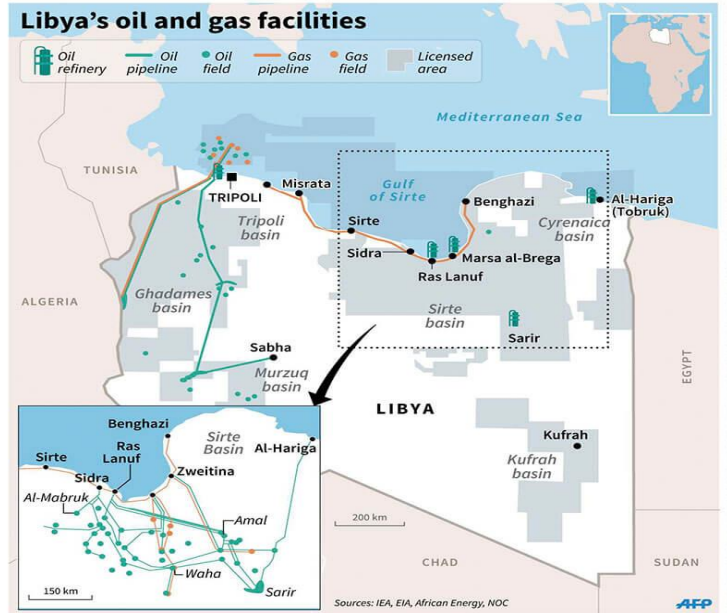 Libya's oil and gas facilities
Oil refinery
Oil pipeline
Oil field
Gas pipeline
Gas field
Licensed area
Mediterranean Sea
TUNISIA
TRIPOLI
Misrata
Gulf of Sirte
Benghazi
Al-Hariga (Tobruk)
Tripoli basin
Sirte
Cyrenaica basin
Sidra
Marsa al-Brega
Ras Lanuf
ALGERIA
Ghadames basin
Sirte basin
Sarir
Sabha
Murzuq basin
EGYPT
LIBYA
Kufrah
Kufrah basin
Benghazi
Sirte Basin
Al-Hariga
Ras Lanuf
Sirte
Zweitina
Sidra
Al-Mabruk
Amal
Waha
Sarir
150 km
200 km
CHAD
SUDAN
Sources: IEA, EIA, African Energy, NOC
AFP